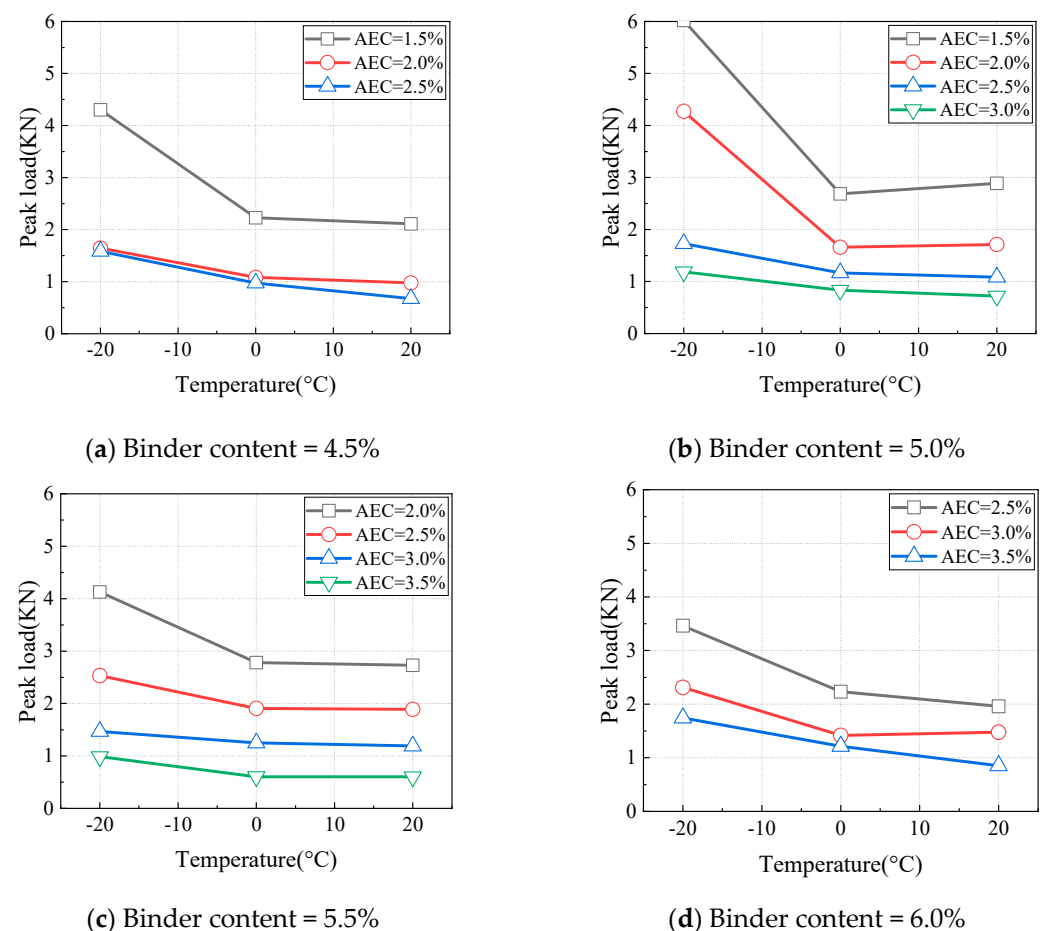 6
5
4
3
2
1
0
Peak load(KN)
AEC=1.5%
AEC=2.0%
AEC=2.5%
-20
-10
0
10
20
Temperature(°C)
(a) Binder content = 4.5%
6
5
4
3
2
1
0
Peak load(KN)
AEC=1.5%
AEC=2.0%
AEC=2.5%
AEC=3.0%
-20
-10
0
10
20
Temperature(°C)
(b) Binder content = 5.0%
6
5
4
3
2
1
0
Peak load(KN)
AEC=2.0%
AEC=2.5%
AEC=3.0%
AEC=3.5%
-20
-10
0
10
20
Temperature(°C)
(c) Binder content = 5.5%
6
5
4
3
2
1
0
Peak load(KN)
AEC=2.5%
AEC=3.0%
AEC=3.5%
-20
-10
0
10
20
Temperature(°C)
(d) Binder content = 6.0%